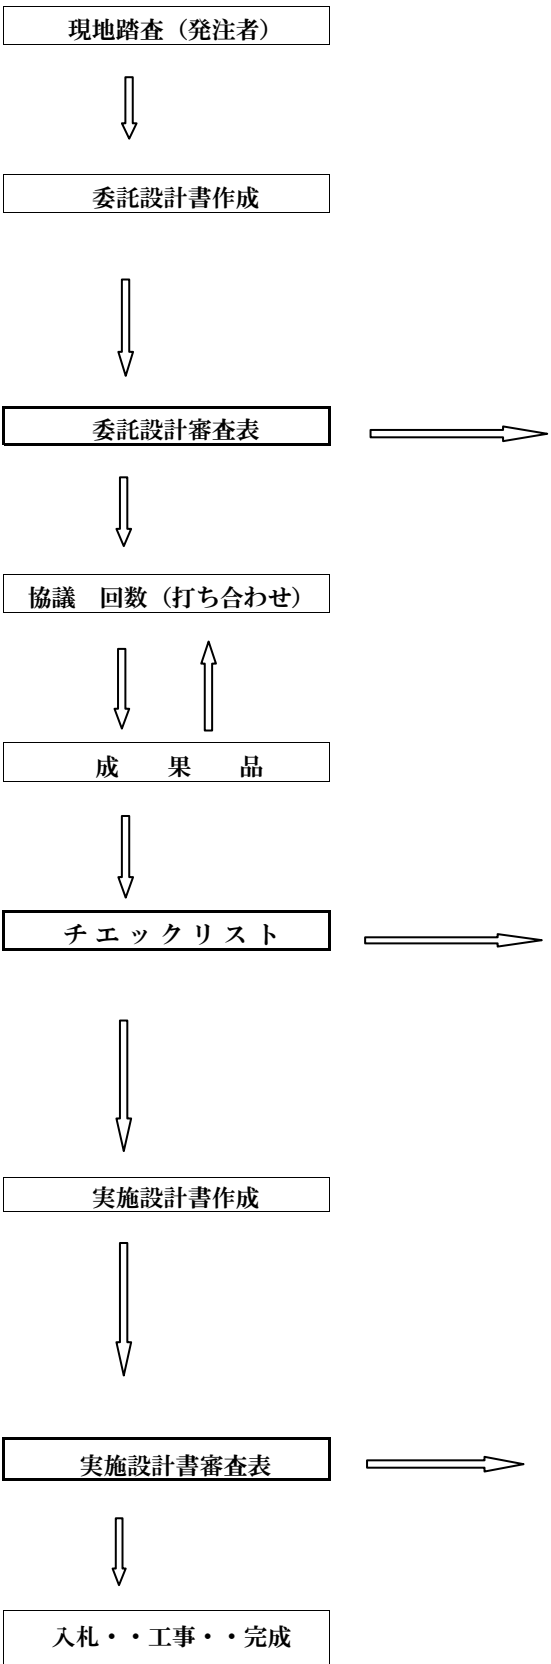 現地踏査（発注者）
委託設計書作成
委託設計審査表
協議　回数（打ち合わせ）
成　　果　　品
チエックリスト
実施設計書作成
実施設計書審査表
入札・・工事・・完成